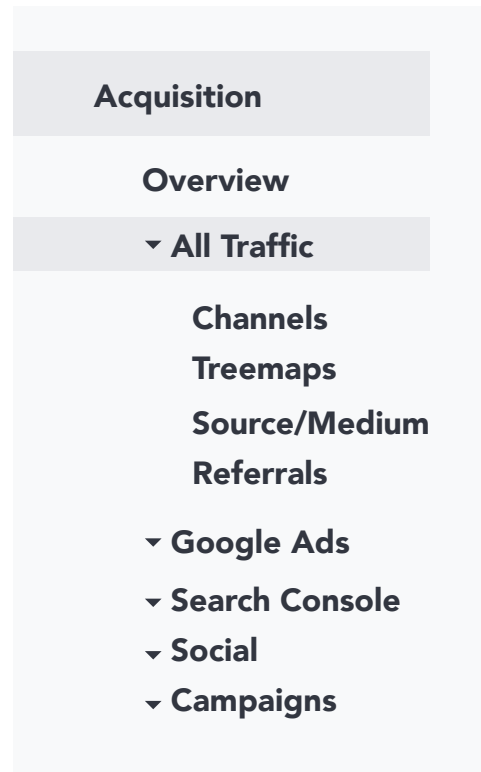 Acquisition
Overview
All Traffic
Channels
Treemaps
Source/Medium
Referrals
Google Ads
Search Console
Social
Campaigns